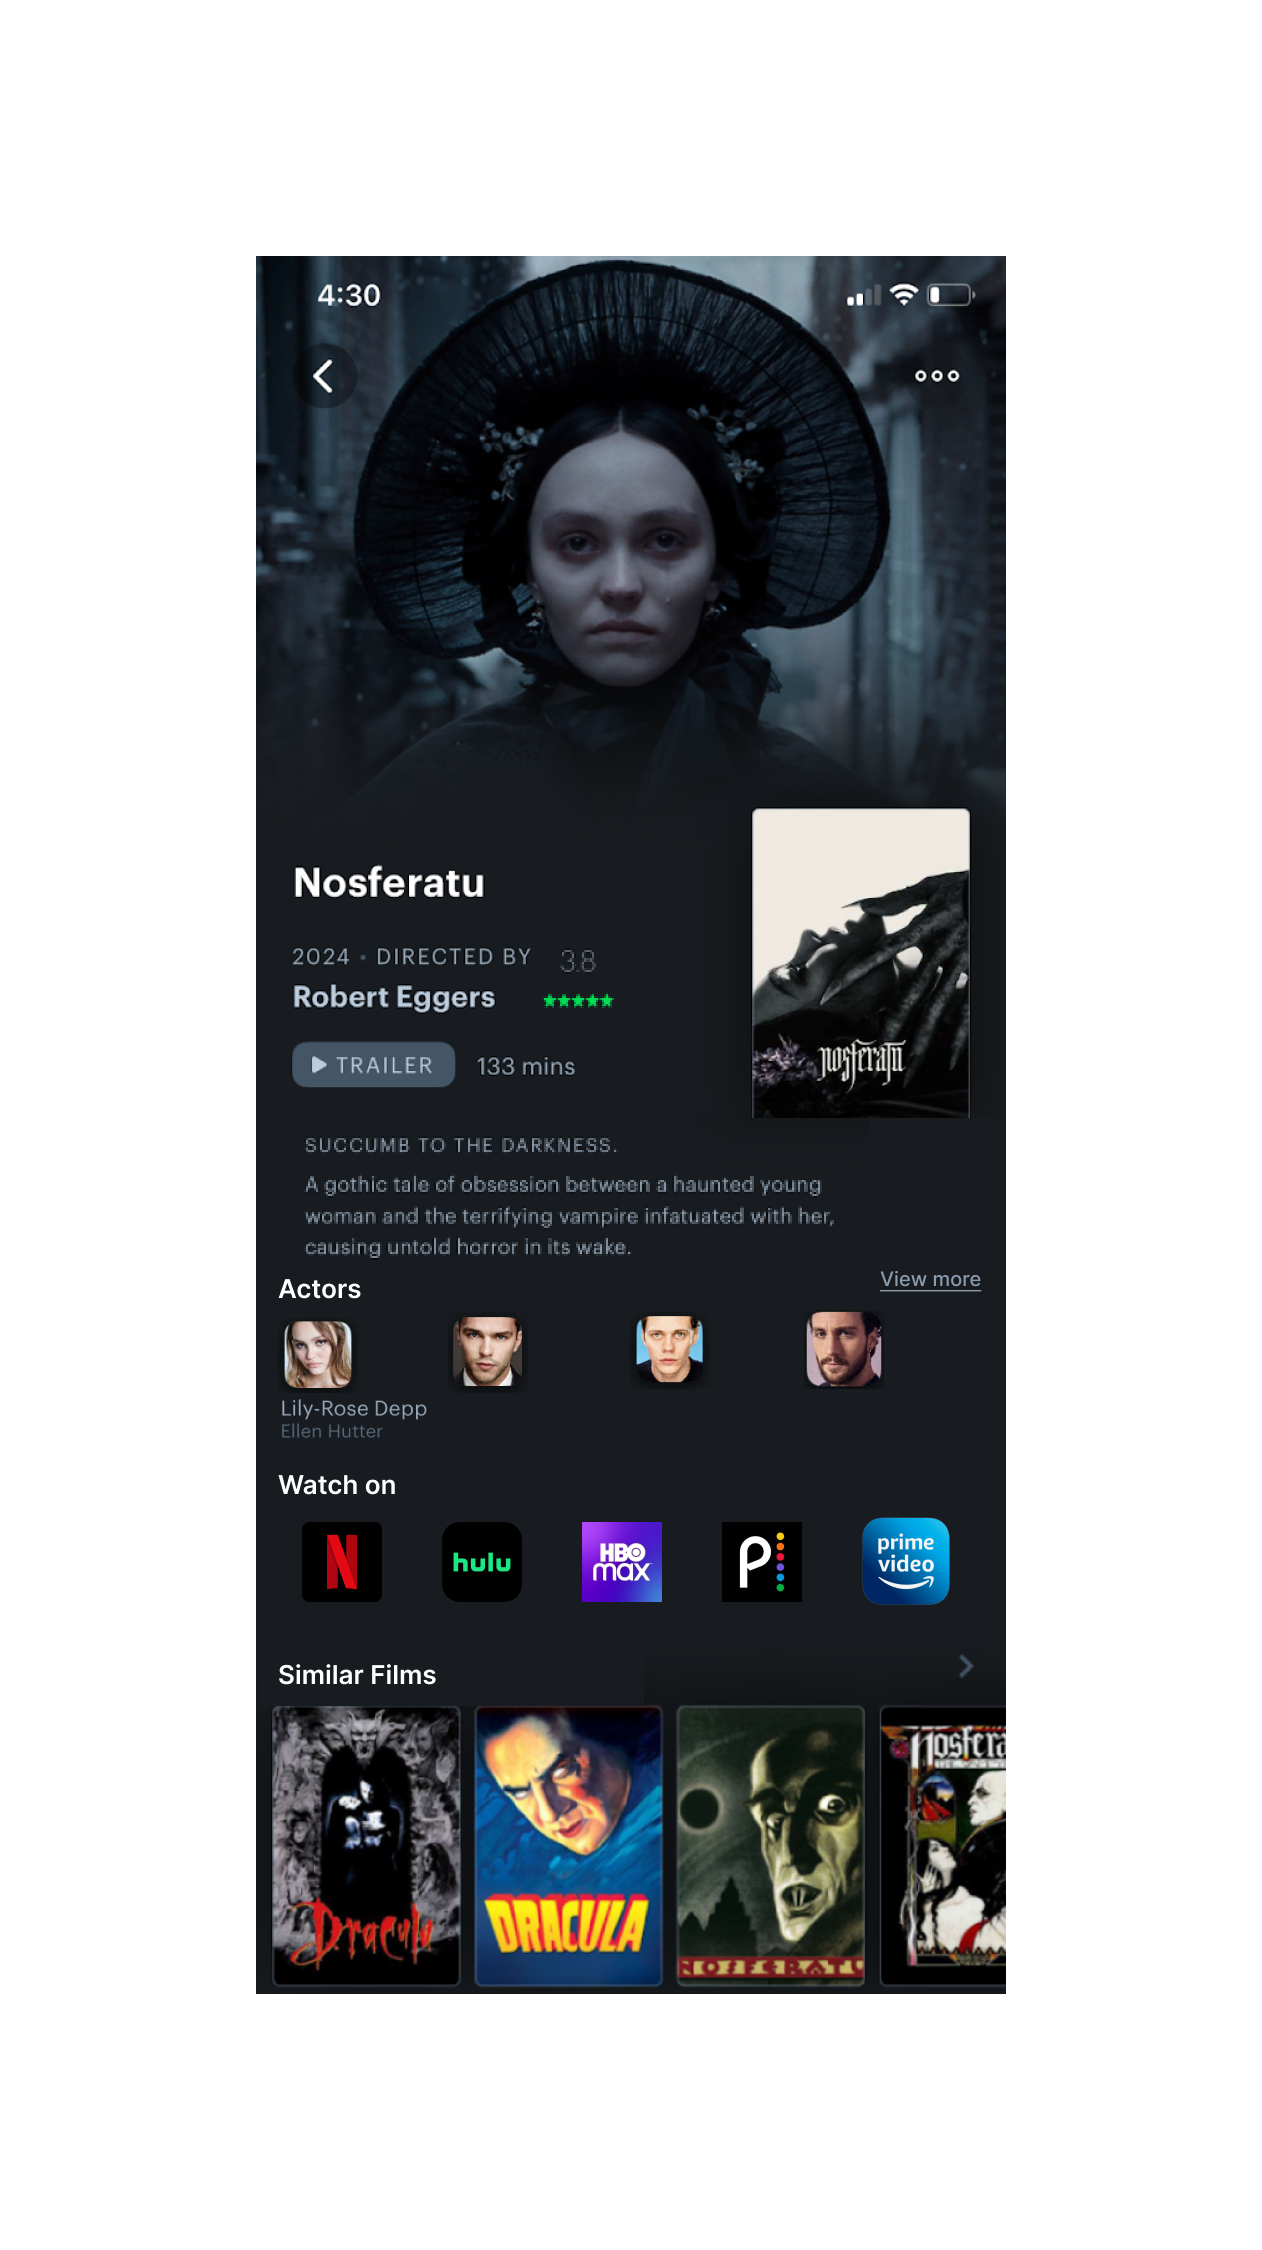 4:30
Nosferatu
2024 • DIRECTED BY
3.8
Robert Eggers
TRAILER
133 mins
nosferatu
SUCCUMB TO THE DARKNESS.
A gothic tale of obsession between a haunted young
woman and the terrifying vampire infatuated with her,
causing untold horror in its wake.
Actors
View more
Lily-Rose Depp
Ellen Hutter
Watch on
N
hulu
HBO
max
P
prime
video
Similar Films
Dracula
DRACULA
NOSFERATU
Nosfera